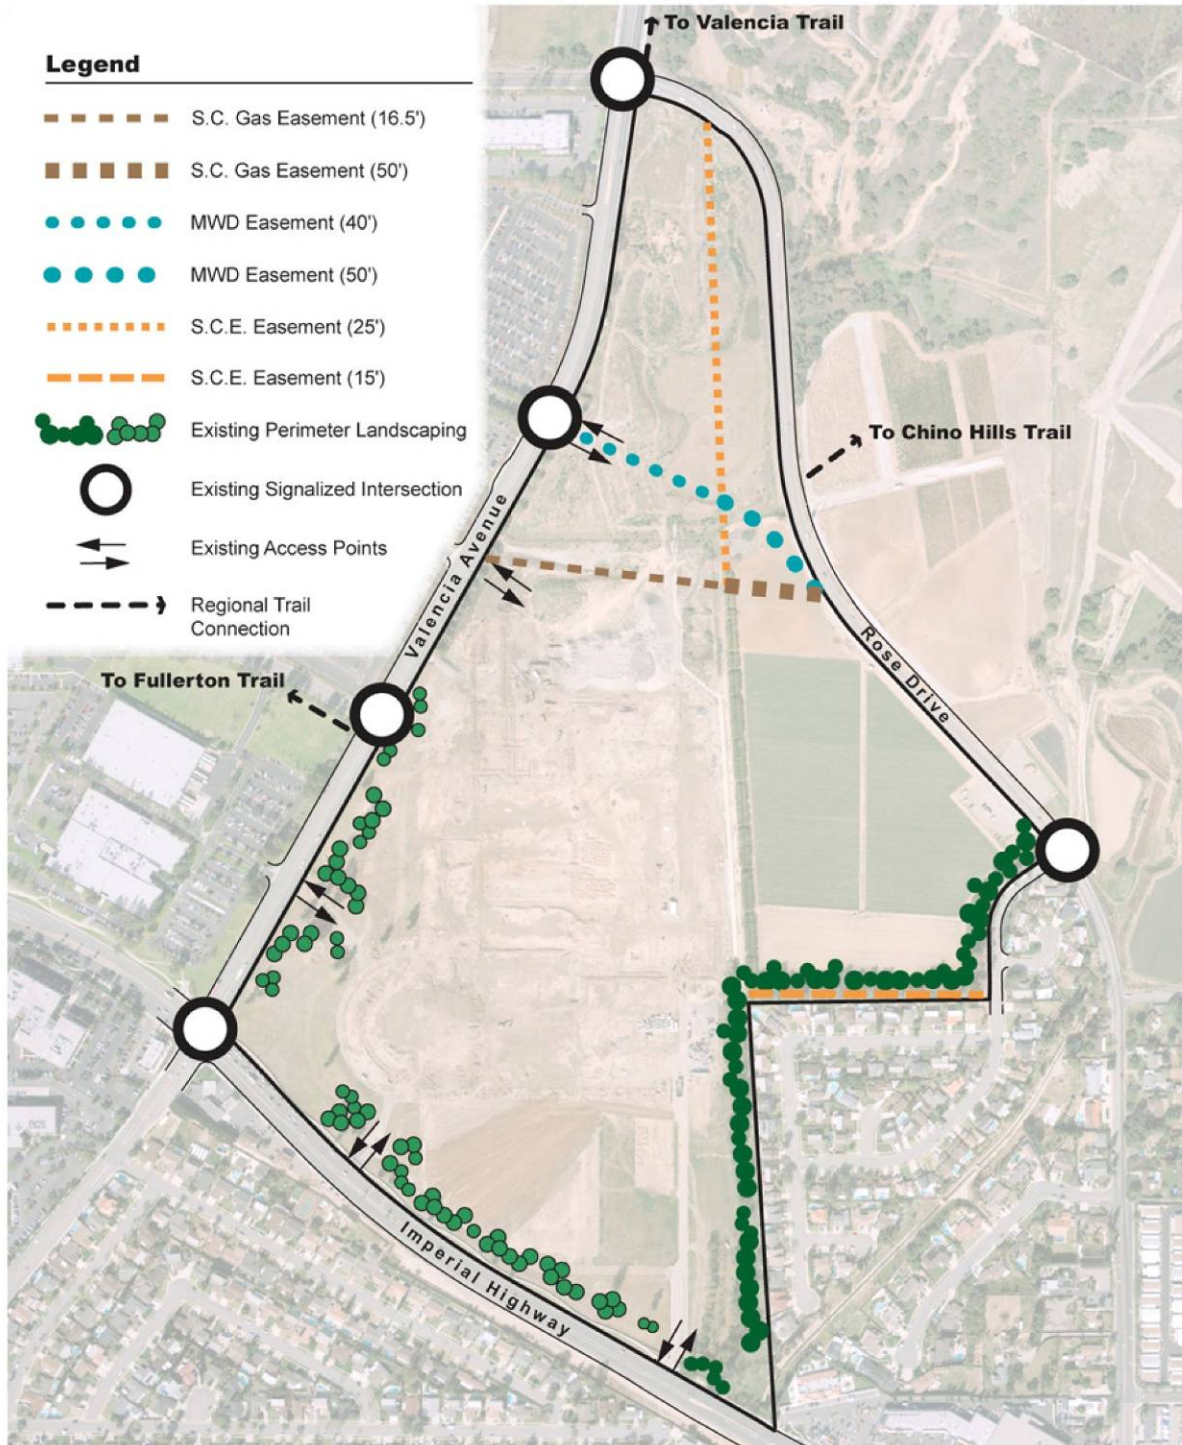 To Valencia Trail
Legend
S.C. Gas Easement (16.5')
S.C. Gas Easement (50')
MWD Easement (40')
MWD Easement (50')
S.C.E. Easement (25')
S.C.E. Easement (15')
Existing Perimeter Landscaping
Existing Signalized Intersection
Existing Access Points
Regional Trail
Connection
To Chino Hills Trail
Valencia Avenue
Rose Drive
To Fullerton Trail
Imperial Highway